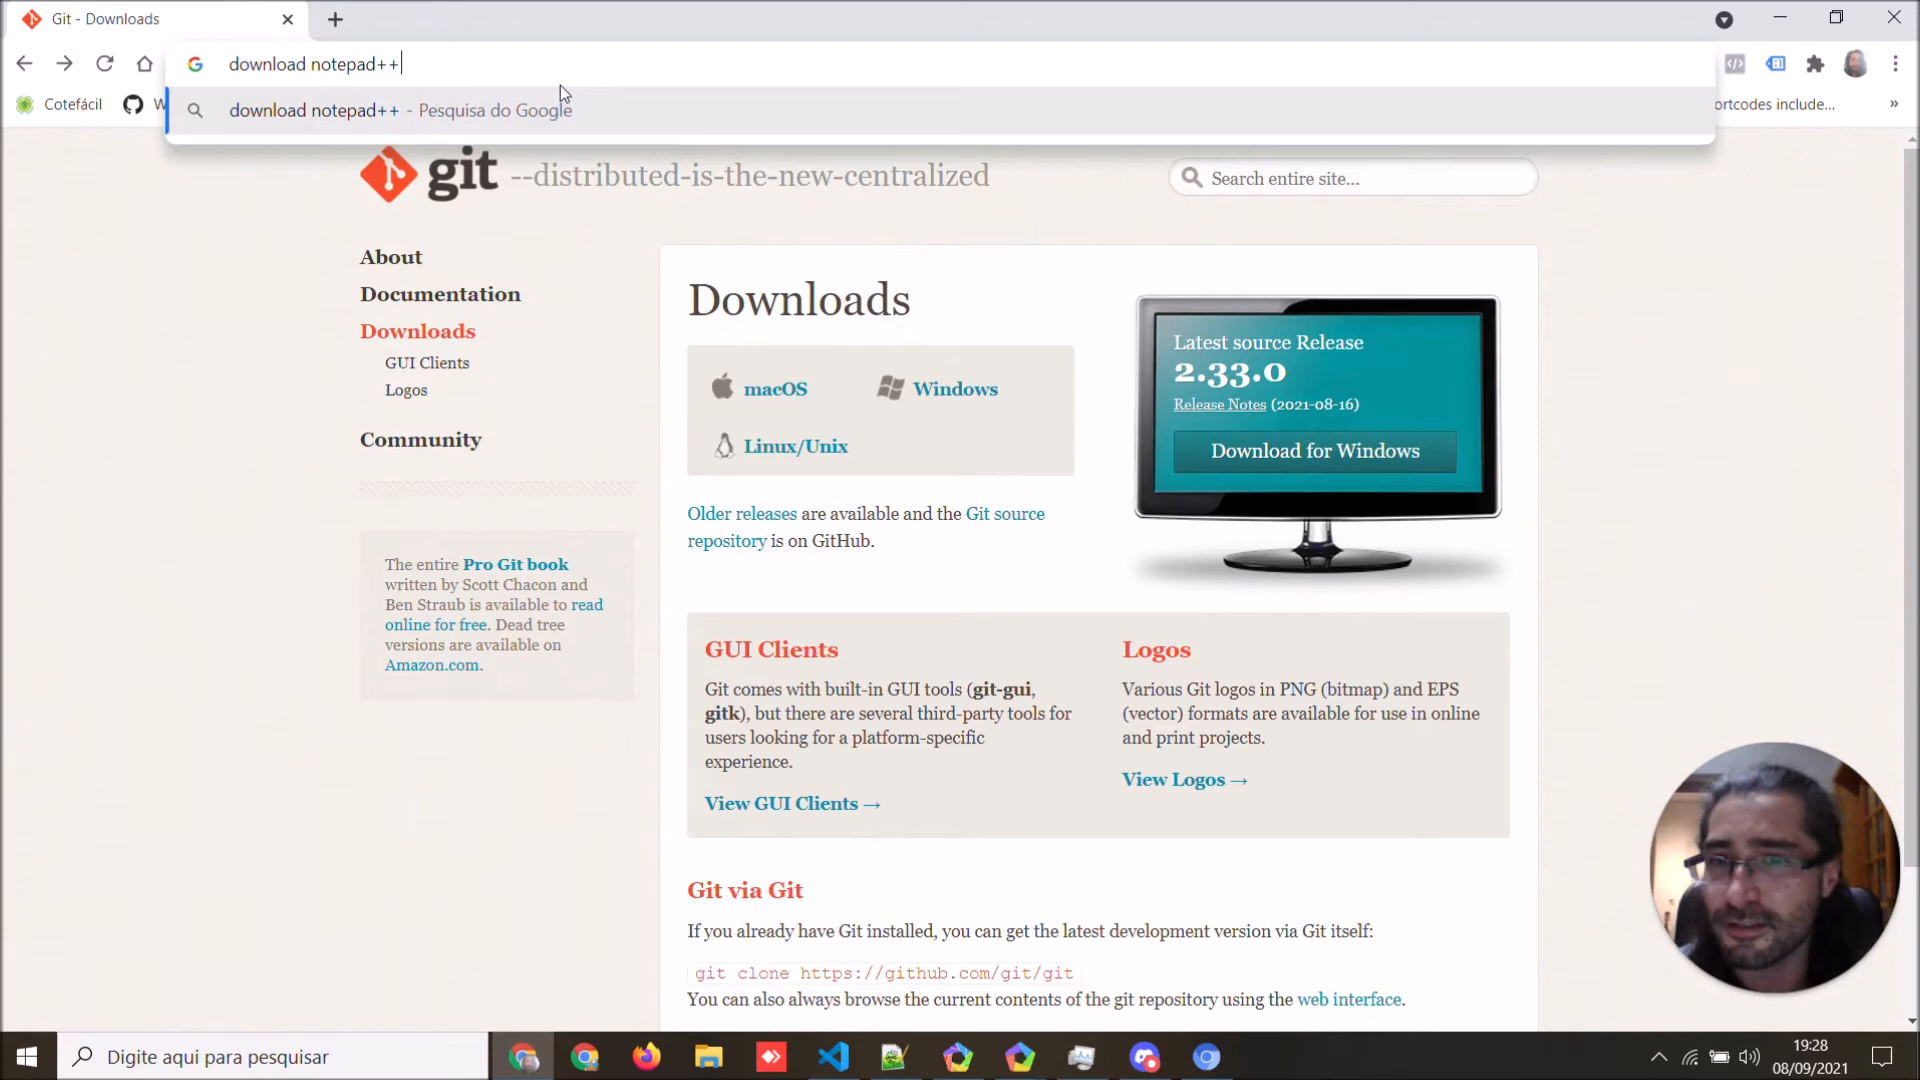 Git - Downloads
download notepad++
Cotefácil
W
ortcodes include...
»
download notepad++ - Pesquisa do Google
git --distributed-is-the-new-centralized
Search entire site...
About
Documentation
Downloads
GUI Clients
Logos
Community
The entire Pro Git book
written by Scott Chacon and
Ben Straub is available to read
online for free. Dead tree
versions are available on
Amazon.com.
Downloads
macOS
Windows
Linux/Unix
Older releases are available and the Git source
repository is on GitHub.
Latest source Release
2.33.0
Release Notes (2021-08-16)
Download for Windows
GUI Clients
Git comes with built-in GUI tools (git-gui,
gitk), but there are several third-party tools for
users looking for a platform-specific
experience.
View GUI Clients →
Logos
Various Git logos in PNG (bitmap) and EPS
(vector) formats are available for use in online
and print projects.
View Logos →
Git via Git
If you already have Git installed, you can get the latest development version via Git itself:
git clone https://github.com/git/git
You can also always browse the current contents of the git repository using the web interface.
Digite aqui para pesquisar
19:28
08/09/2021